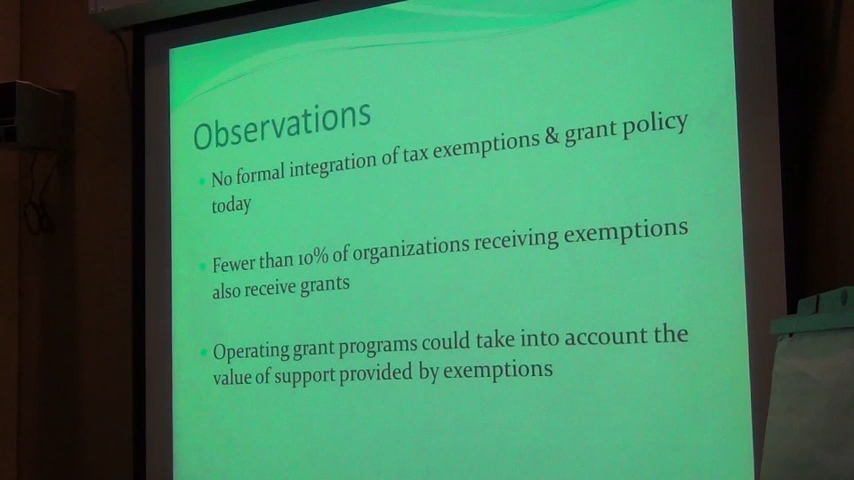 Observations
No formal integration of tax exemptions & grant policy
today
Fewer than 10% of organizations receiving exemptions
also receive grants
Operating grant programs could take into account the
value of support provided by exemptions